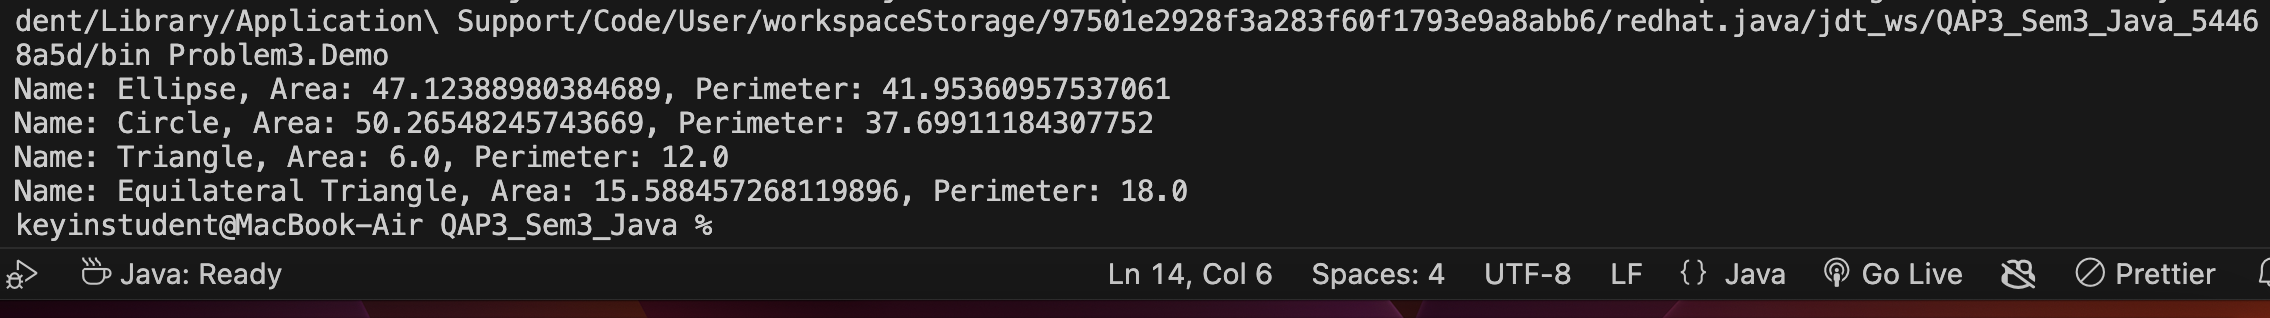 dent/Library/Application\ Support/Code/User/workspaceStorage/97501e2928f3a283f60f1793e9a8abb6/redhat.java/jdt_ws/QAP3_Sem3_Java_5446
8a5d/bin Problem3.Demo
Name: Ellipse, Area: 47.12388980384689, Perimeter: 41.95360957537061
Name: Circle, Area: 50.26548245743669, Perimeter: 37.69911184307752
Name: Triangle, Area: 6.0, Perimeter: 12.0
Name: Equilateral Triangle, Area: 15.588457268119896, Perimeter: 18.0
keyinstudent@MacBook-Air QAP3_Sem3_Java %
Java: Ready Ln 14, Col 6 Spaces: 4 UTF-8 LF {} Java Go Live Prettier